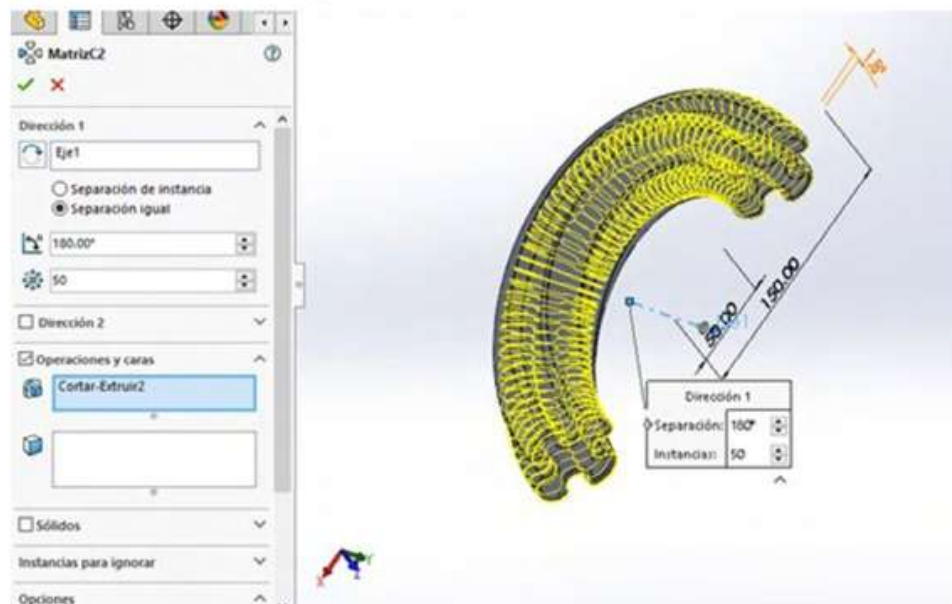 MatrizC2
Dirección 1
Eje1
Separación de instancia
Separación igual
180.00°
50
Dirección 2
Operaciones y caras
Cortar-Extruir2
Sólidos
Instancias para ignorar
Opciones
150.00
50.00
Dirección 1
Separación: 180°
Instancias: 50
X
Y
Z